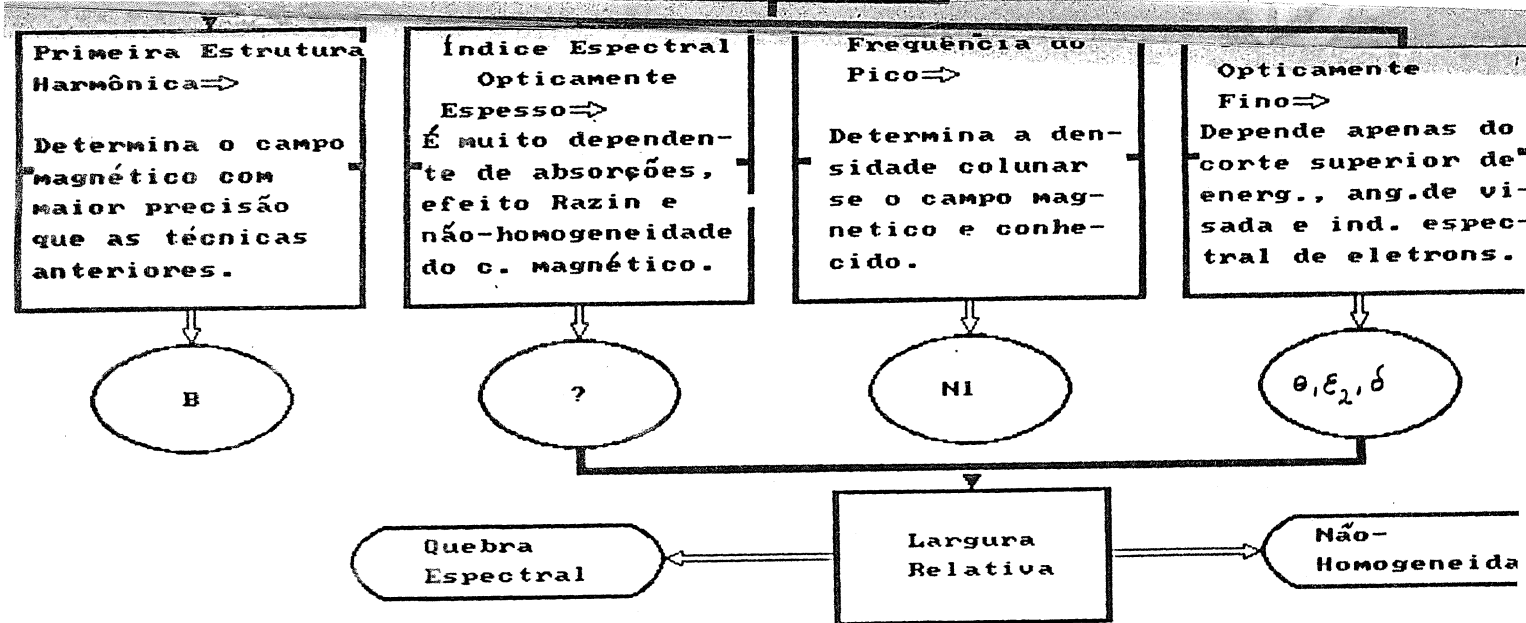 Primeira Estrutura
Harmônica⇒
Determina o campo
magnético com
maior precisão
que as técnicas
anteriores.
B
Índice Espectral
Opticamente
Espesso⇒
É muito dependen-
te de absorções,
efeito Razin e
não-homogeneidade
do c. magnético.
?
Frequência do
Pico⇒
Determina a den-
sidade colunar
se o campo mag-
netico e conhe-
cido.
Nl
Opticamente
Fino⇒
Depende apenas do
corte superior de
energ., ang.de vi-
sada e ind. espec-
tral de eletrons.
θ,ε2,δ
Largura
Relativa
Quebra
Espectral
Não-
Homogeneida